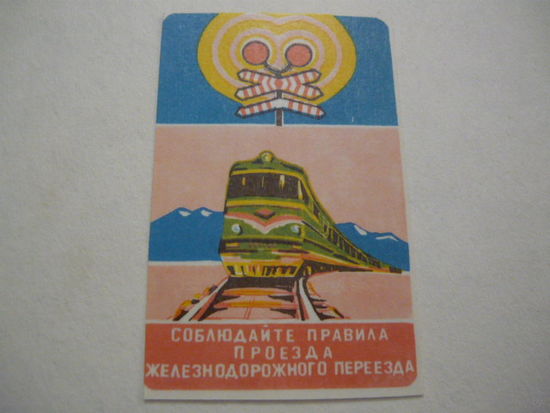 СОБЛЮДАЙТЕ ПРАВИЛА
ПРОЕЗДА
ЖЕЛЕЗНОДОРОЖНОГО ПЕРЕЕЗДА